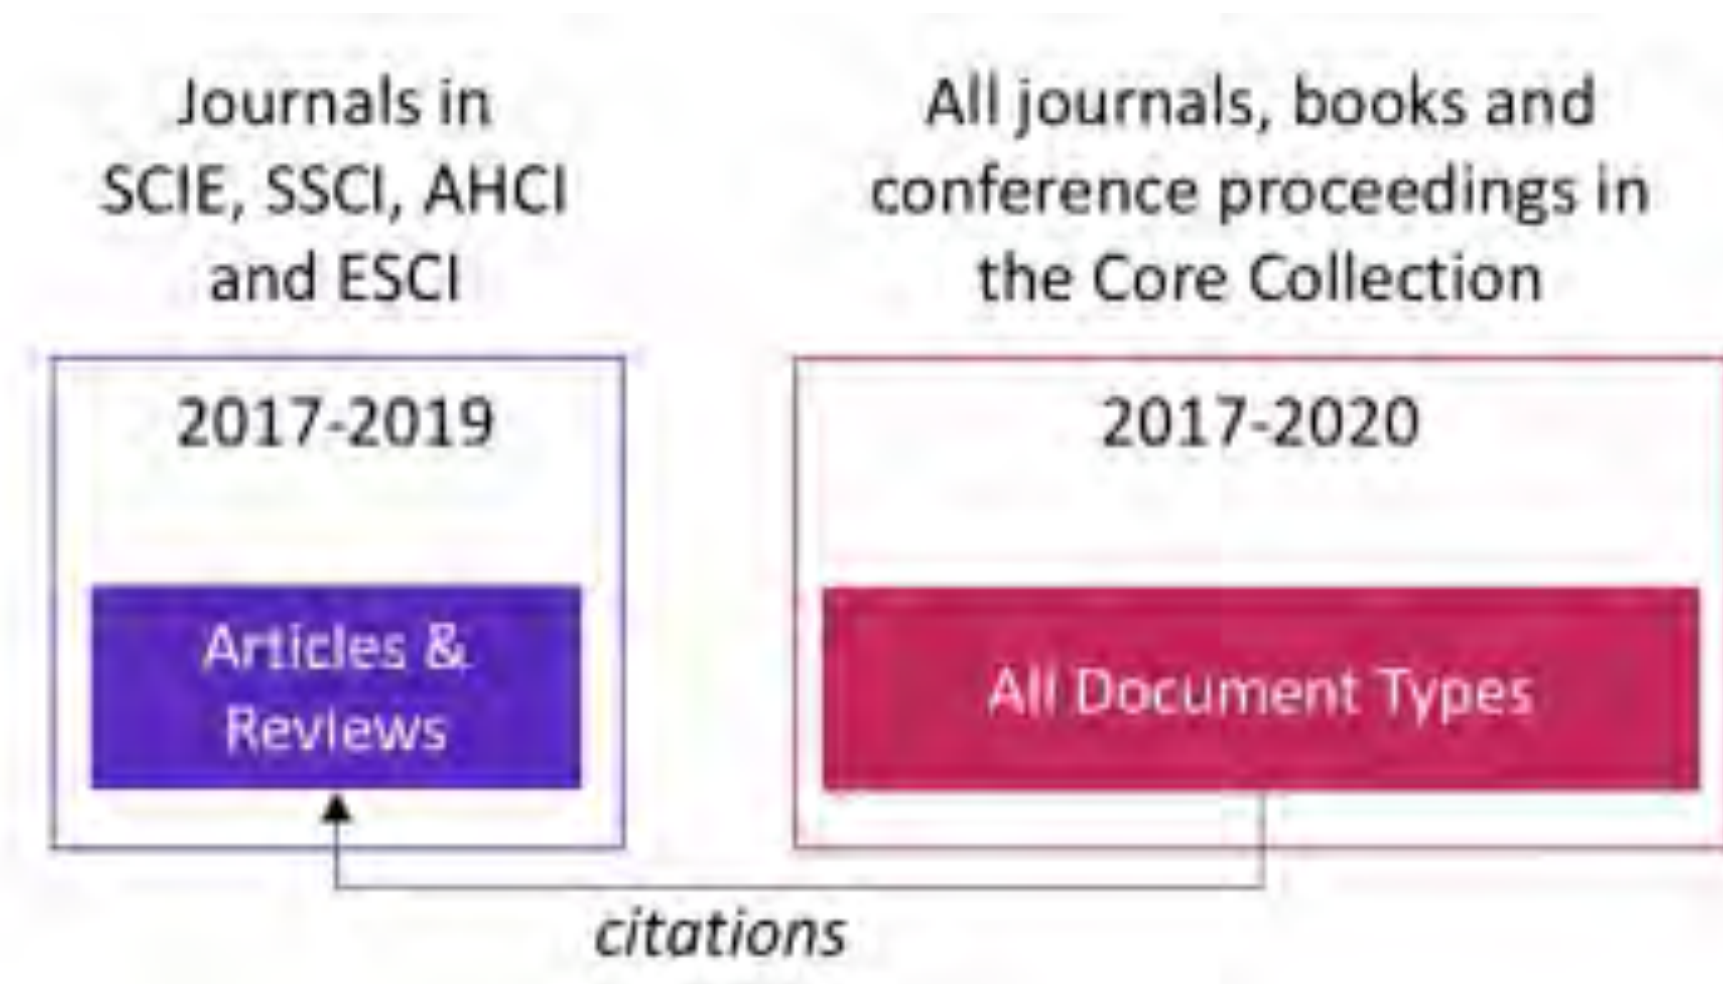 Journals in
SCIE, SSCI, AHCI
and ESCI
2017-2019
Articles &
Reviews
All journals, books and
conference proceedings in
the Core Collection
2017-2020
All Document Types
citations